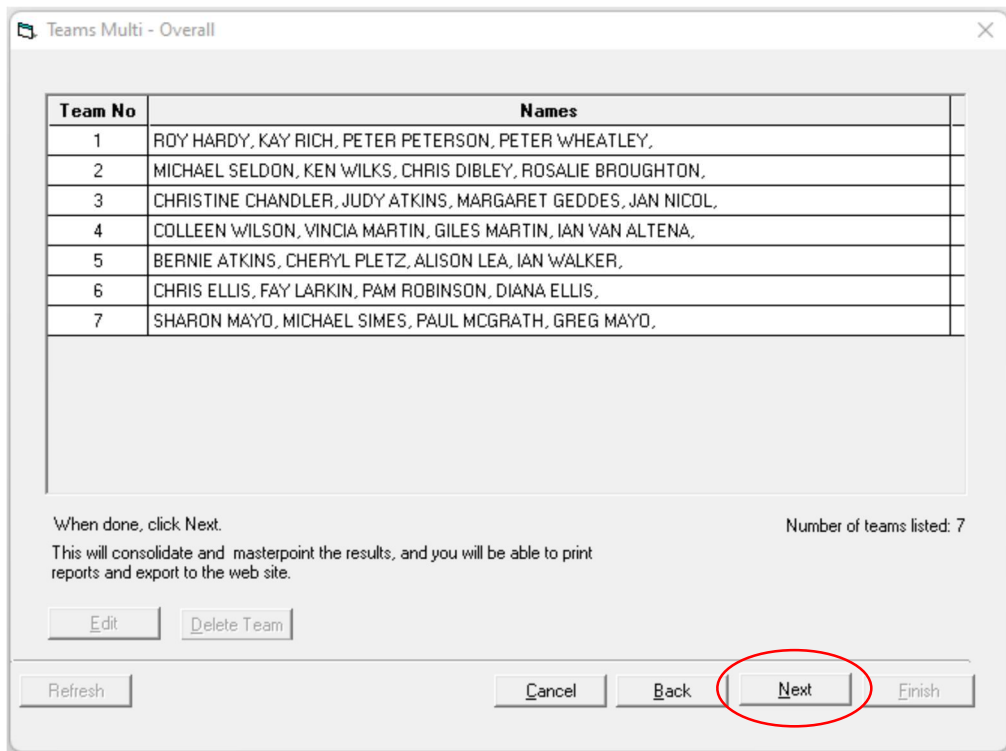 Teams Multi - Overall
Team No Names
1 ROY HARDY, KAY RICH, PETER PETERSON, PETER WHEATLEY,
2 MICHAEL SELDON, KEN WILKS, CHRIS DIBLEY, ROSALIE BROUGHTON,
3 CHRISTINE CHANDLER, JUDY ATKINS, MARGARET GEDDES, JAN NICOL,
4 COLLEEN WILSON, VINCIA MARTIN, GILES MARTIN, IAN VAN ALTENA,
5 BERNIE ATKINS, CHERYL PLETZ, ALISON LEA, IAN WALKER,
6 CHRIS ELLIS, FAY LARKIN, PAM ROBINSON, DIANA ELLIS,
7 SHARON MAYO, MICHAEL SIMES, PAUL MCGRATH, GREG MAYO,
When done, click Next. Number of teams listed: 7
This will consolidate and masterpoint the results, and you will be able to print
reports and export to the web site.
Edit Delete Team
Refresh Cancel Back Next Finish